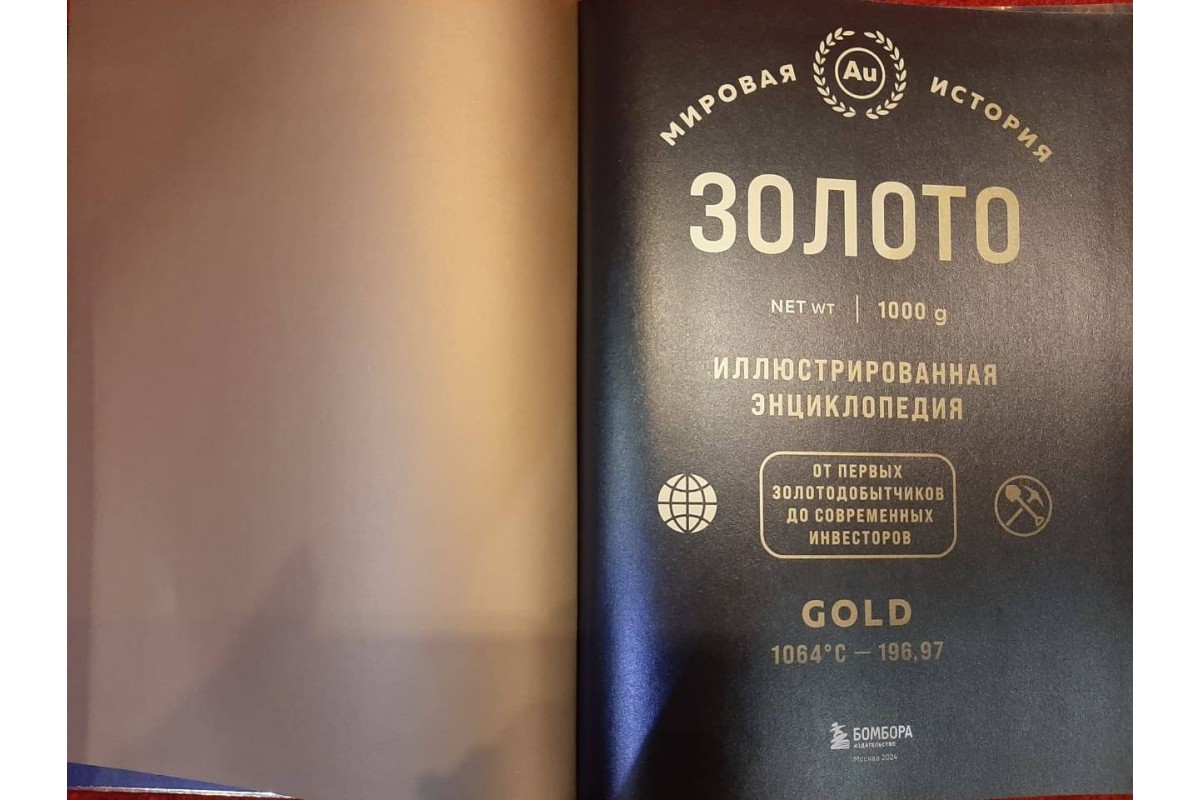 МИРОВАЯ Au ИСТОРИЯ
ЗОЛОТО
NET WT | 1000 g
ИЛЛЮСТРИРОВАННАЯ
ЭНЦИКЛОПЕДИЯ
ОТ ПЕРВЫХ
ЗОЛОТОДОБЫТЧИКОВ
ДО СОВРЕМЕННЫХ
ИНВЕСТОРОВ
GOLD
1064°C — 196,97
БОМБОРА
ИЗДАТЕЛЬСТВО
Москва 2024